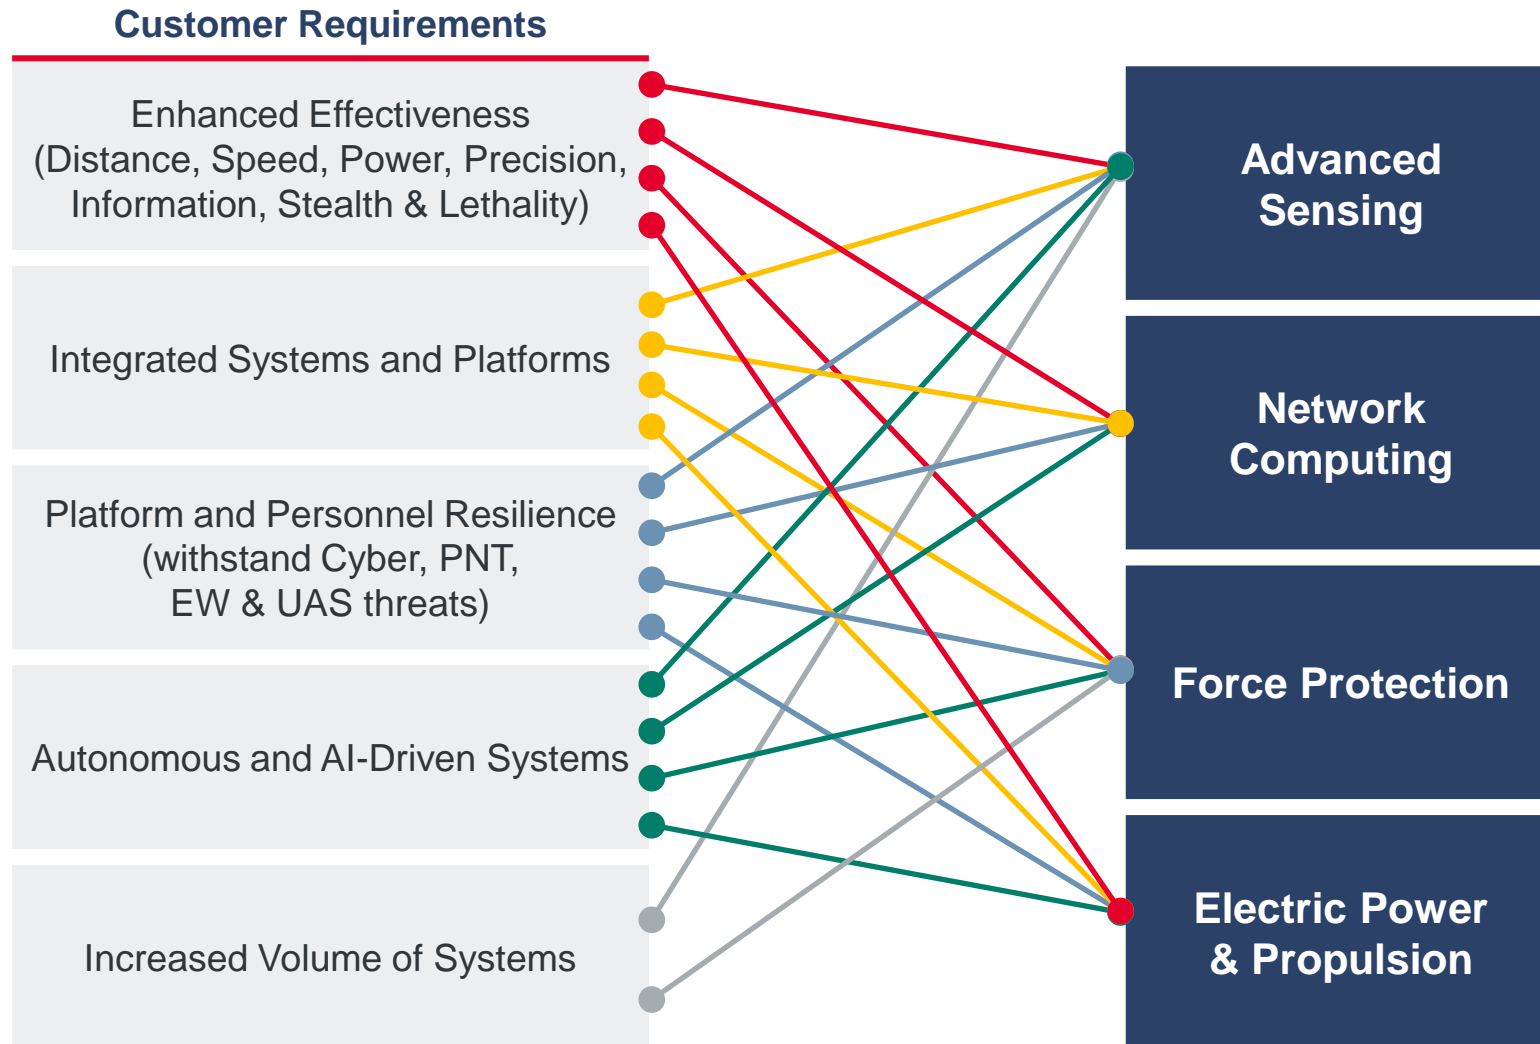 Customer Requirements
Enhanced Effectiveness
(Distance, Speed, Power, Precision,
Information, Stealth & Lethality)
Integrated Systems and Platforms
Platform and Personnel Resilience
(withstand Cyber, PNT,
EW & UAS threats)
Autonomous and AI-Driven Systems
Increased Volume of Systems
Advanced
Sensing
Network
Computing
Force Protection
Electric Power
& Propulsion